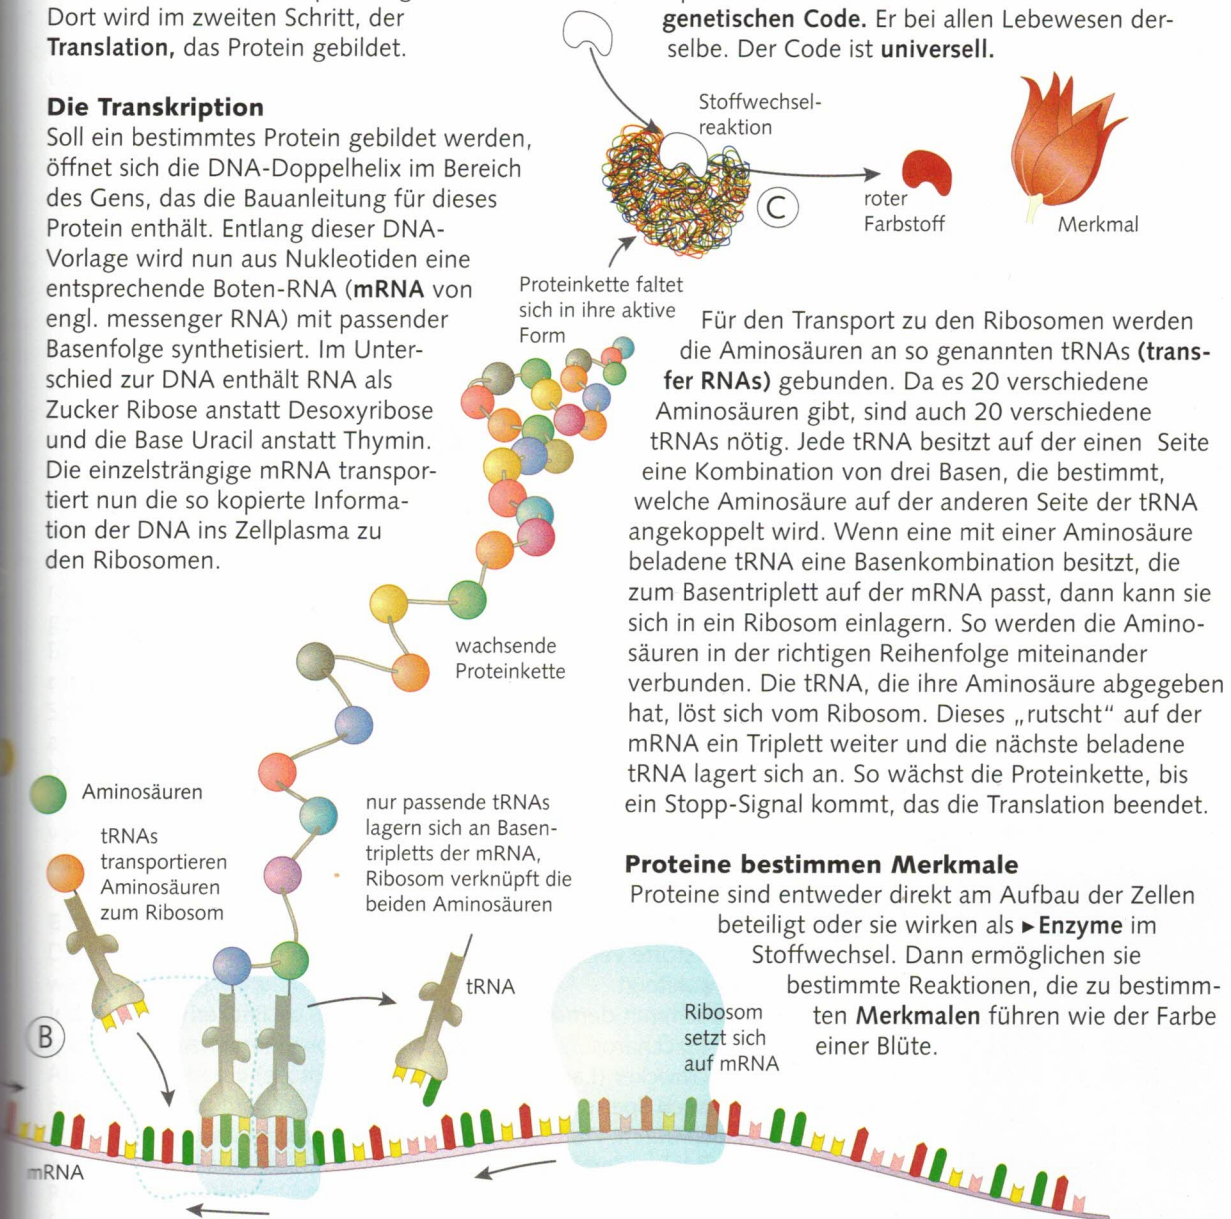 Dort wird im zweiten Schritt, der
Translation, das Protein gebildet.
Die Transkription
Soll ein bestimmtes Protein gebildet werden,
öffnet sich die DNA-Doppelhelix im Bereich
des Gens, das die Bauanleitung für dieses
Protein enthält. Entlang dieser DNA-
Vorlage wird nun aus Nukleotiden eine
entsprechende Boten-RNA (mRNA von
engl. messenger RNA) mit passender
Basenfolge synthetisiert. Im Unter-
schied zur DNA enthält RNA als
Zucker Ribose anstatt Desoxyribose
und die Base Uracil anstatt Thymin.
Die einzelsträngige mRNA transpor-
tiert nun die so kopierte Informa-
tion der DNA ins Zellplasma zu
den Ribosomen.
genetischen Code. Er bei allen Lebewesen der-
selbe. Der Code ist universell.
Stoffwechsel-
reaktion
C
roter
Farbstoff
Merkmal
Proteinkette faltet
sich in ihre aktive
Form
Für den Transport zu den Ribosomen werden
die Aminosäuren an so genannten tRNAs (trans-
fer RNAs) gebunden. Da es 20 verschiedene
Aminosäuren gibt, sind auch 20 verschiedene
tRNAs nötig. Jede tRNA besitzt auf der einen Seite
eine Kombination von drei Basen, die bestimmt,
welche Aminosäure auf der anderen Seite der tRNA
angekoppelt wird. Wenn eine mit einer Aminosäure
beladene tRNA eine Basenkombination besitzt, die
zum Basentriplett auf der mRNA passt, dann kann sie
sich in ein Ribosom einlagern. So werden die Amino-
säuren in der richtigen Reihenfolge miteinander
verbunden. Die tRNA, die ihre Aminosäure abgegeben
hat, löst sich vom Ribosom. Dieses „rutscht“ auf der
mRNA ein Triplett weiter und die nächste beladene
tRNA lagert sich an. So wächst die Proteinkette, bis
ein Stopp-Signal kommt, das die Translation beendet.
Proteine bestimmen Merkmale
Proteine sind entweder direkt am Aufbau der Zellen
beteiligt oder sie wirken als ▸Enzyme im
Stoffwechsel. Dann ermöglichen sie
bestimmte Reaktionen, die zu bestimm-
ten Merkmalen führen wie der Farbe
einer Blüte.
wachsende
Proteinkette
Aminosäuren
tRNAs
transportieren
Aminosäuren
zum Ribosom
nur passende tRNAs
lagern sich an Basen-
tripletts der mRNA,
Ribosom verknüpft die
beiden Aminosäuren
tRNA
Ribosom
setzt sich
auf mRNA
B
mRNA